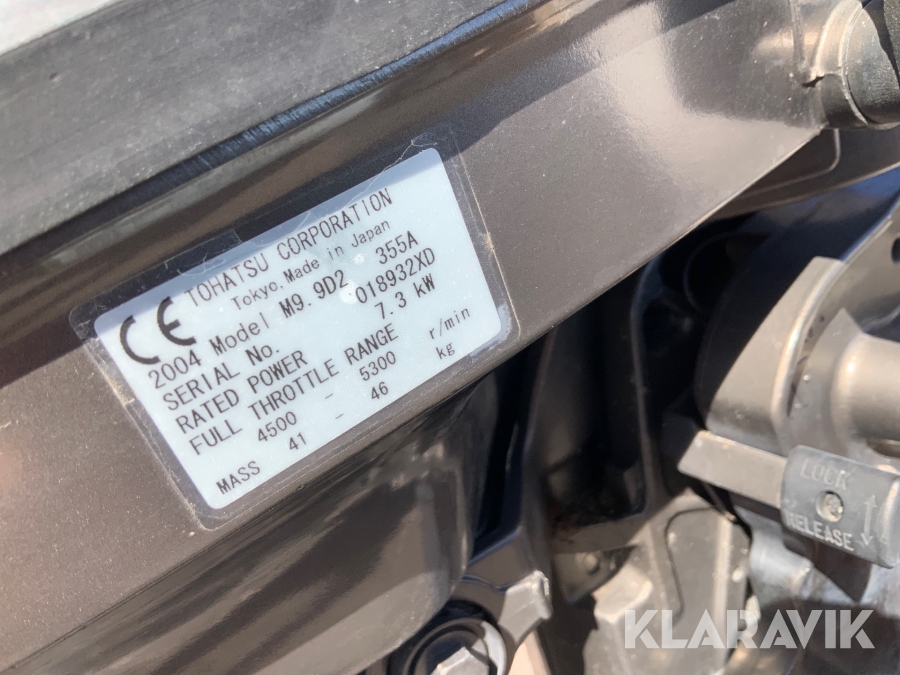 CE TOHATSU CORPORATION
Tokyo. Made in Japan
2004 Model M9.9D2 355A
SERIAL No. 018932XD
RATED POWER 7.3 kW
FULL THROTTLE RANGE
4500 - 5300 r/min
MASS 41 - 46 kg
LOCK
RELEASE
KLARAVIK